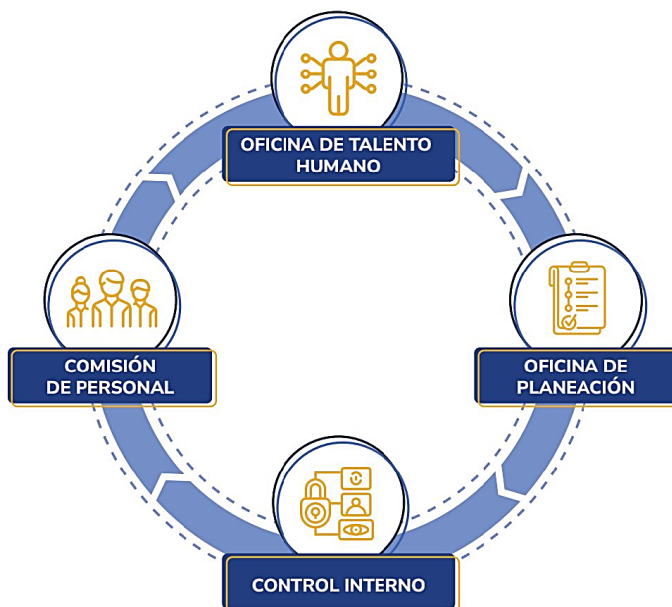 OFICINA DE TALENTO
HUMANO
COMISIÓN
DE PERSONAL
OFICINA DE
PLANEACIÓN
CONTROL INTERNO